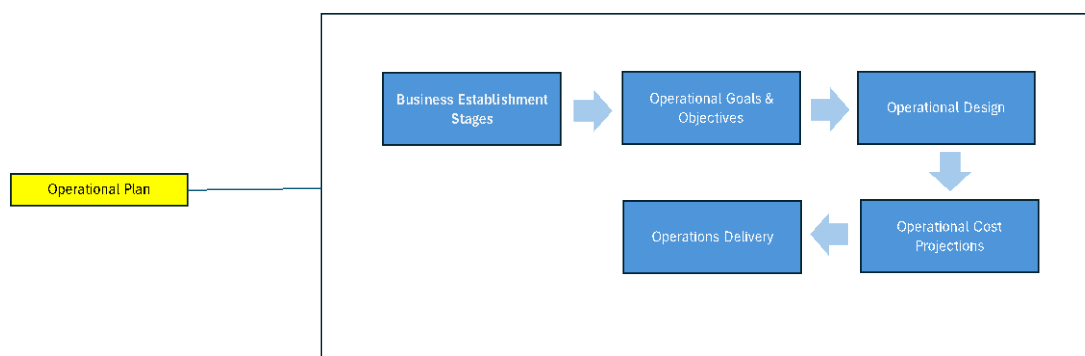 Business Establishment
Stages
Operational Goals &
Objectives
Operational Design
Operational Plan
Operations Delivery
Operational Cost
Projections